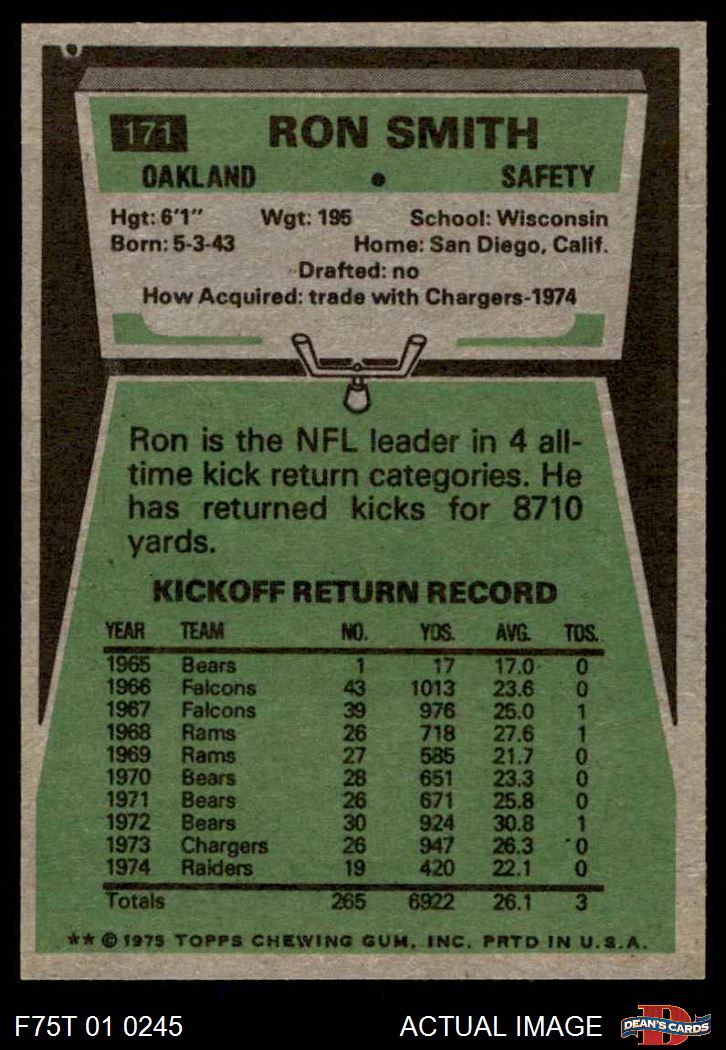 171 RON SMITH
OAKLAND • SAFETY
Hgt: 6'1" Wgt: 195 School: Wisconsin
Born: 5-3-43 Home: San Diego, Calif.
Drafted: no
How Acquired: trade with Chargers-1974
Ron is the NFL leader in 4 all-
time kick return categories. He
has returned kicks for 8710
yards.
KICKOFF RETURN RECORD
YEAR TEAM NO. YDS. AVG. TDS.
1965 Bears 1 17 17.0 0
1966 Falcons 43 1013 23.6 0
1967 Falcons 39 976 25.0 1
1968 Rams 26 718 27.6 1
1969 Rams 27 585 21.7 0
1970 Bears 28 651 23.3 0
1971 Bears 26 671 25.8 0
1972 Bears 30 924 30.8 1
1973 Chargers 26 947 26.3 0
1974 Raiders 19 420 22.1 0
Totals 265 6922 26.1 3
** © 1975 TOPPS CHEWING GUM, INC. PRTD IN U.S.A.
F75T 01 0245 ACTUAL IMAGE DEAN'S CARDS